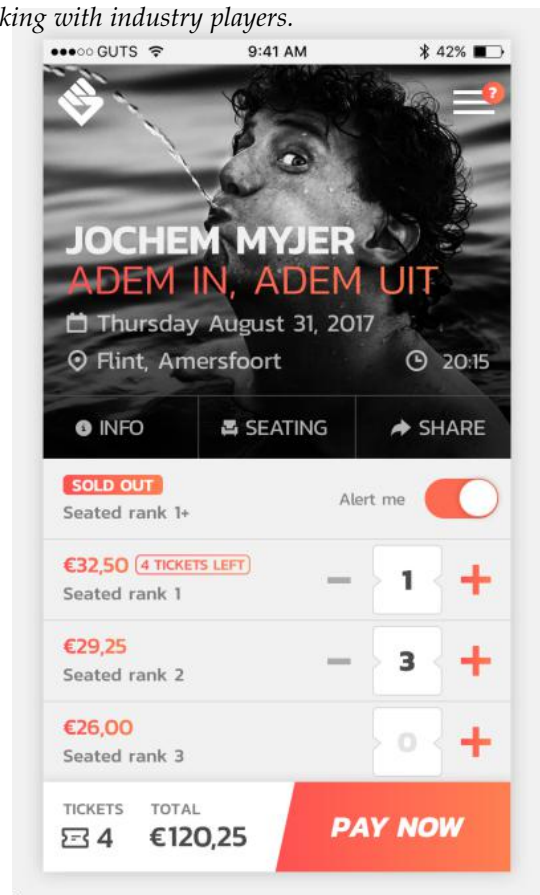 king with industry players.
GUTS 9:41 AM 42%
?
JOCHEM MYJER
ADEM IN, ADEM UIT
Thursday August 31, 2017
Flint, Amersfoort 20:15
INFO SEATING SHARE
SOLD OUT
Seated rank 1+ Alert me
€32,50 4 TICKETS LEFT
Seated rank 1 − 1 +
€29,25
Seated rank 2 − 3 +
€26,00
Seated rank 3 0 +
TICKETS TOTAL
4 €120,25 PAY NOW